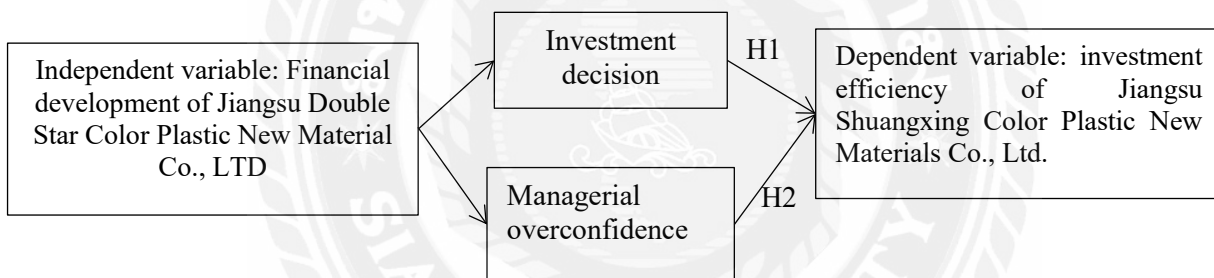 Independent variable: Financial
development of Jiangsu Double
Star Color Plastic New Material
Co., LTD
Investment
decision
Managerial
overconfidence
H1
H2
Dependent variable: investment
efficiency of Jiangsu
Shuangxing Color Plastic New
Materials Co., Ltd.